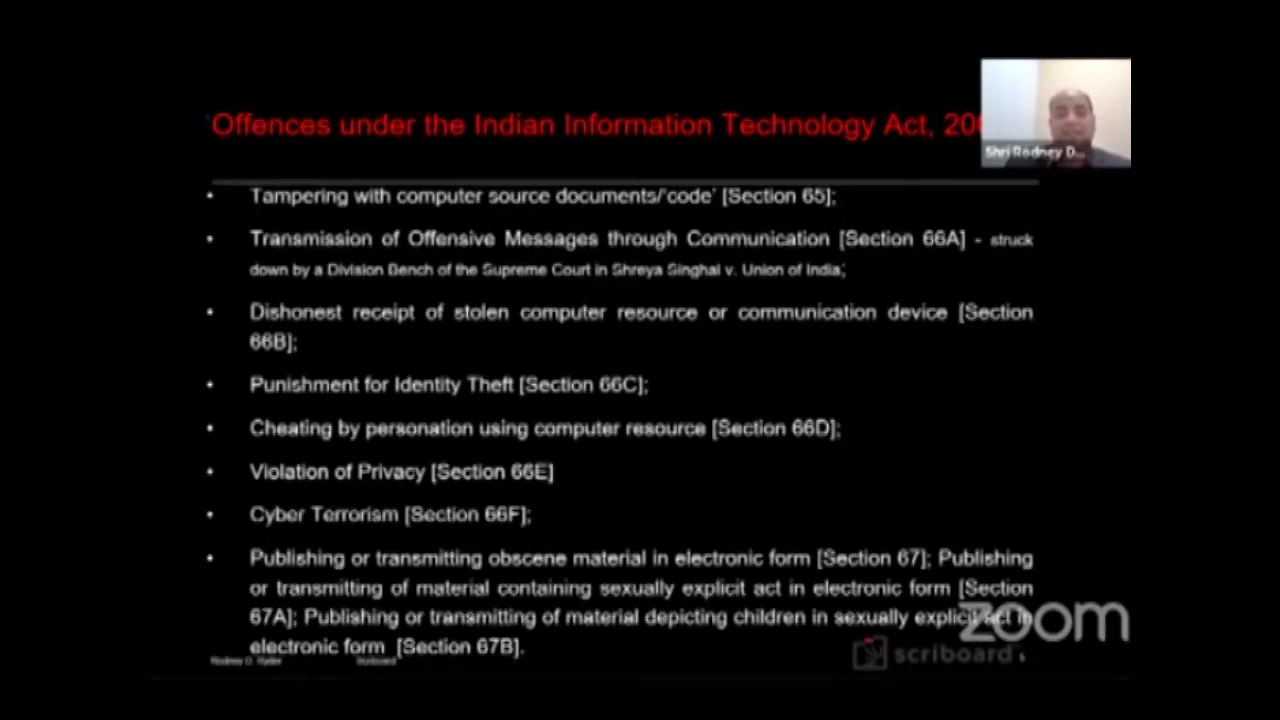 Offences under the Indian Information Technology Act, 200
Shri Rodney D...
• Tampering with computer source documents/'code' [Section 65];
• Transmission of Offensive Messages through Communication [Section 66A] - struck
down by a Division Bench of the Supreme Court in Shreya Singhal v. Union of India;
• Dishonest receipt of stolen computer resource or communication device [Section
66B];
• Punishment for Identity Theft [Section 66C];
• Cheating by personation using computer resource [Section 66D];
• Violation of Privacy [Section 66E]
• Cyber Terrorism [Section 66F];
• Publishing or transmitting obscene material in electronic form [Section 67]; Publishing
or transmitting of material containing sexually explicit act in electronic form [Section
67A]; Publishing or transmitting of material depicting children in sexually explicit act in
electronic form [Section 67B].
zoom
Rodney D. Ryder
Scriboard
scriboard